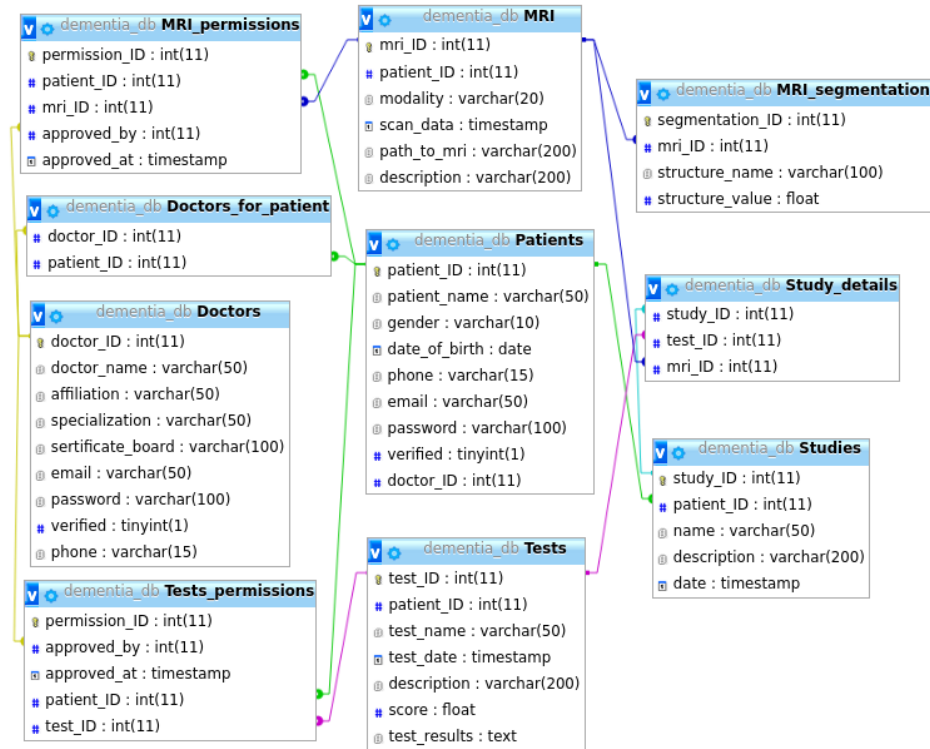 dementia_db MRI_permissions
permission_ID : int(11)
patient_ID : int(11)
mri_ID : int(11)
approved_by : int(11)
approved_at : timestamp
dementia_db MRI
mri_ID : int(11)
patient_ID : int(11)
modality : varchar(20)
scan_data : timestamp
path_to_mri : varchar(200)
description : varchar(200)
dementia_db MRI_segmentation
segmentation_ID : int(11)
mri_ID : int(11)
structure_name : varchar(100)
structure_value : float
dementia_db Doctors_for_patient
doctor_ID : int(11)
patient_ID : int(11)
dementia_db Patients
patient_ID : int(11)
patient_name : varchar(50)
gender : varchar(10)
date_of_birth : date
phone : varchar(15)
email : varchar(50)
password : varchar(100)
verified : tinyint(1)
doctor_ID : int(11)
dementia_db Study_details
study_ID : int(11)
test_ID : int(11)
mri_ID : int(11)
dementia_db Doctors
doctor_ID : int(11)
doctor_name : varchar(50)
affiliation : varchar(50)
specialization : varchar(50)
sertificate_board : varchar(100)
email : varchar(50)
password : varchar(100)
verified : tinyint(1)
phone : varchar(15)
dementia_db Studies
study_ID : int(11)
patient_ID : int(11)
name : varchar(50)
description : varchar(200)
date : timestamp
dementia_db Tests_permissions
permission_ID : int(11)
approved_by : int(11)
approved_at : timestamp
patient_ID : int(11)
test_ID : int(11)
dementia_db Tests
test_ID : int(11)
patient_ID : int(11)
test_name : varchar(50)
test_date : timestamp
description : varchar(200)
score : float
test_results : text